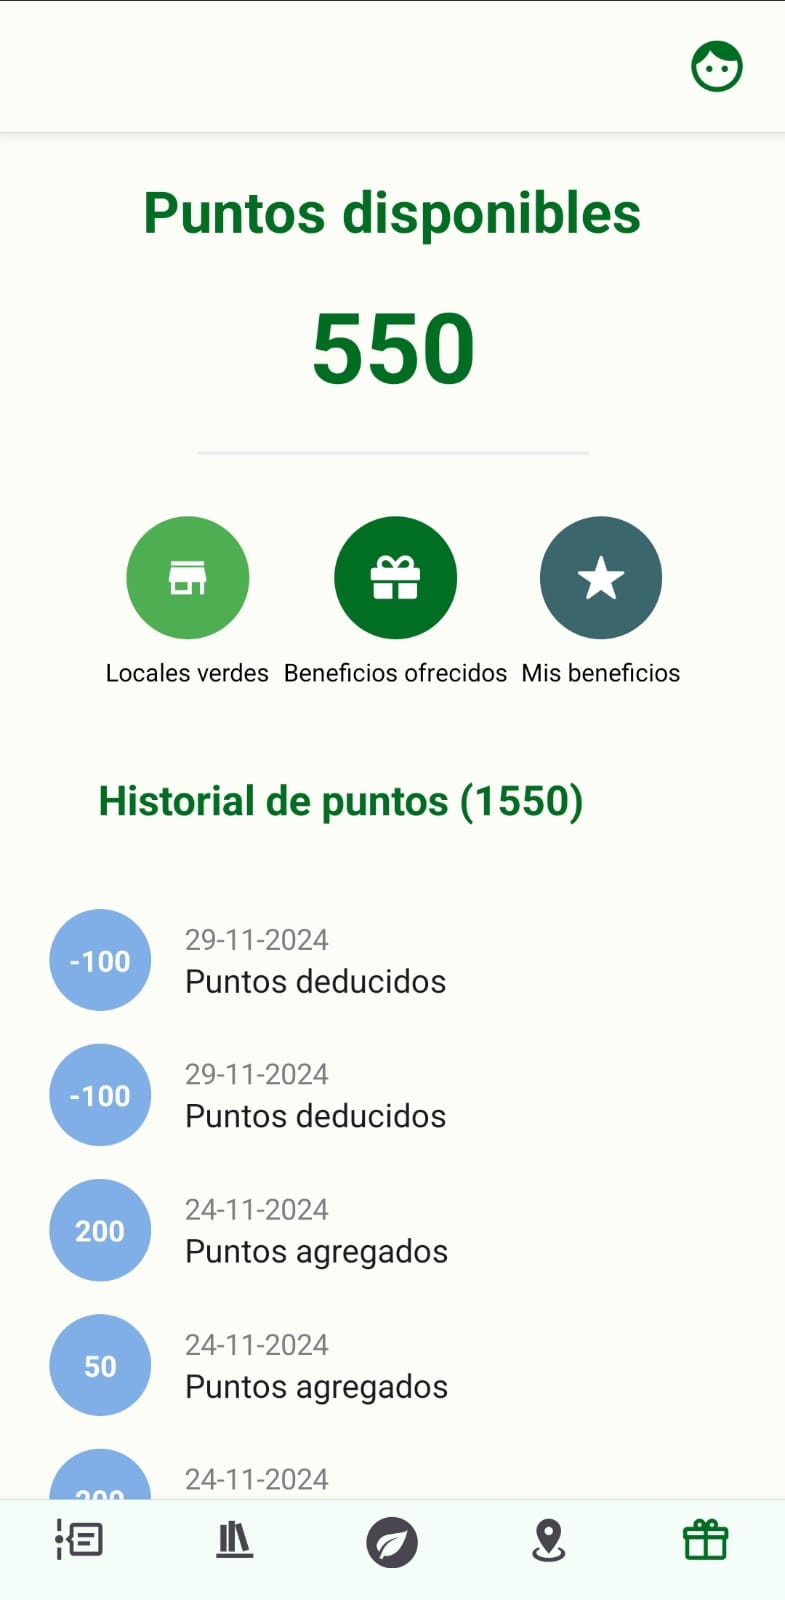 Puntos disponibles
550
Locales verdes Beneficios ofrecidos Mis beneficios
Historial de puntos (1550)
-100
29-11-2024
Puntos deducidos
-100
29-11-2024
Puntos deducidos
200
24-11-2024
Puntos agregados
50
24-11-2024
Puntos agregados
24-11-2024